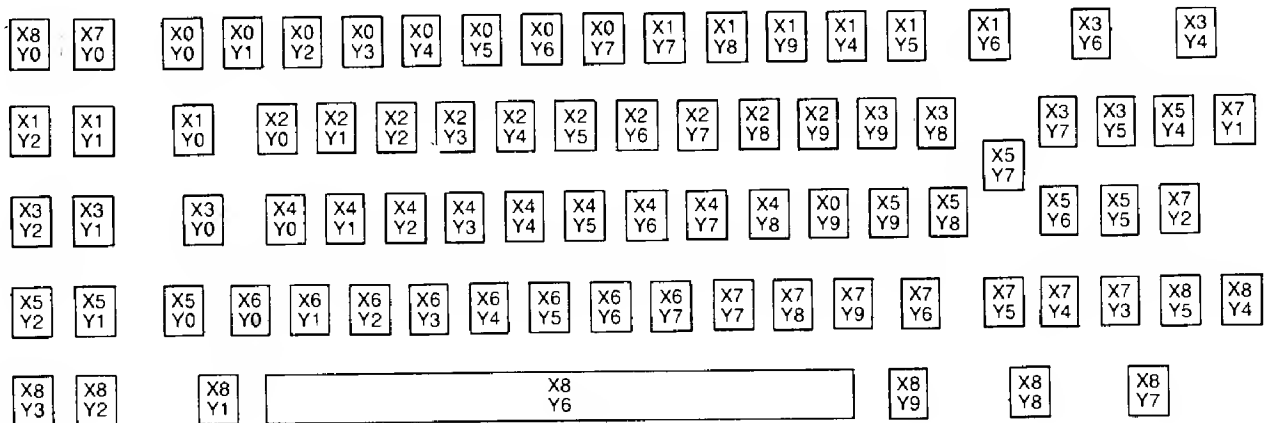 X8 X7 X0 X0 X0 X0 X0 X0 X0 X0 X1 X1 X1 X1 X1 X1 X3 X3
Y0 Y0 Y0 Y1 Y2 Y3 Y4 Y5 Y6 Y7 Y7 Y8 Y9 Y4 Y5 Y6 Y6 Y4
X1 X1 X1 X2 X2 X2 X2 X2 X2 X2 X2 X2 X2 X3 X3 X3 X3 X5 X7
Y2 Y1 Y0 Y0 Y1 Y2 Y3 Y4 Y5 Y6 Y7 Y8 Y9 Y9 Y8 Y7 Y5 Y4 Y1
X5
Y7
X3 X3 X3 X4 X4 X4 X4 X4 X4 X4 X4 X4 X0 X5 X5 X5 X5 X7
Y2 Y1 Y0 Y0 Y1 Y2 Y3 Y4 Y5 Y6 Y7 Y8 Y9 Y9 Y8 Y6 Y5 Y2
X5 X5 X5 X6 X6 X6 X6 X6 X6 X6 X6 X7 X7 X7 X7 X7 X7 X7 X8 X8
Y2 Y1 Y0 Y0 Y1 Y2 Y3 Y4 Y5 Y6 Y7 Y7 Y8 Y9 Y6 Y5 Y4 Y3 Y5 Y4
X8 X8 X8 X8 X8 X8 X8
Y3 Y2 Y1 Y6 Y9 Y8 Y7